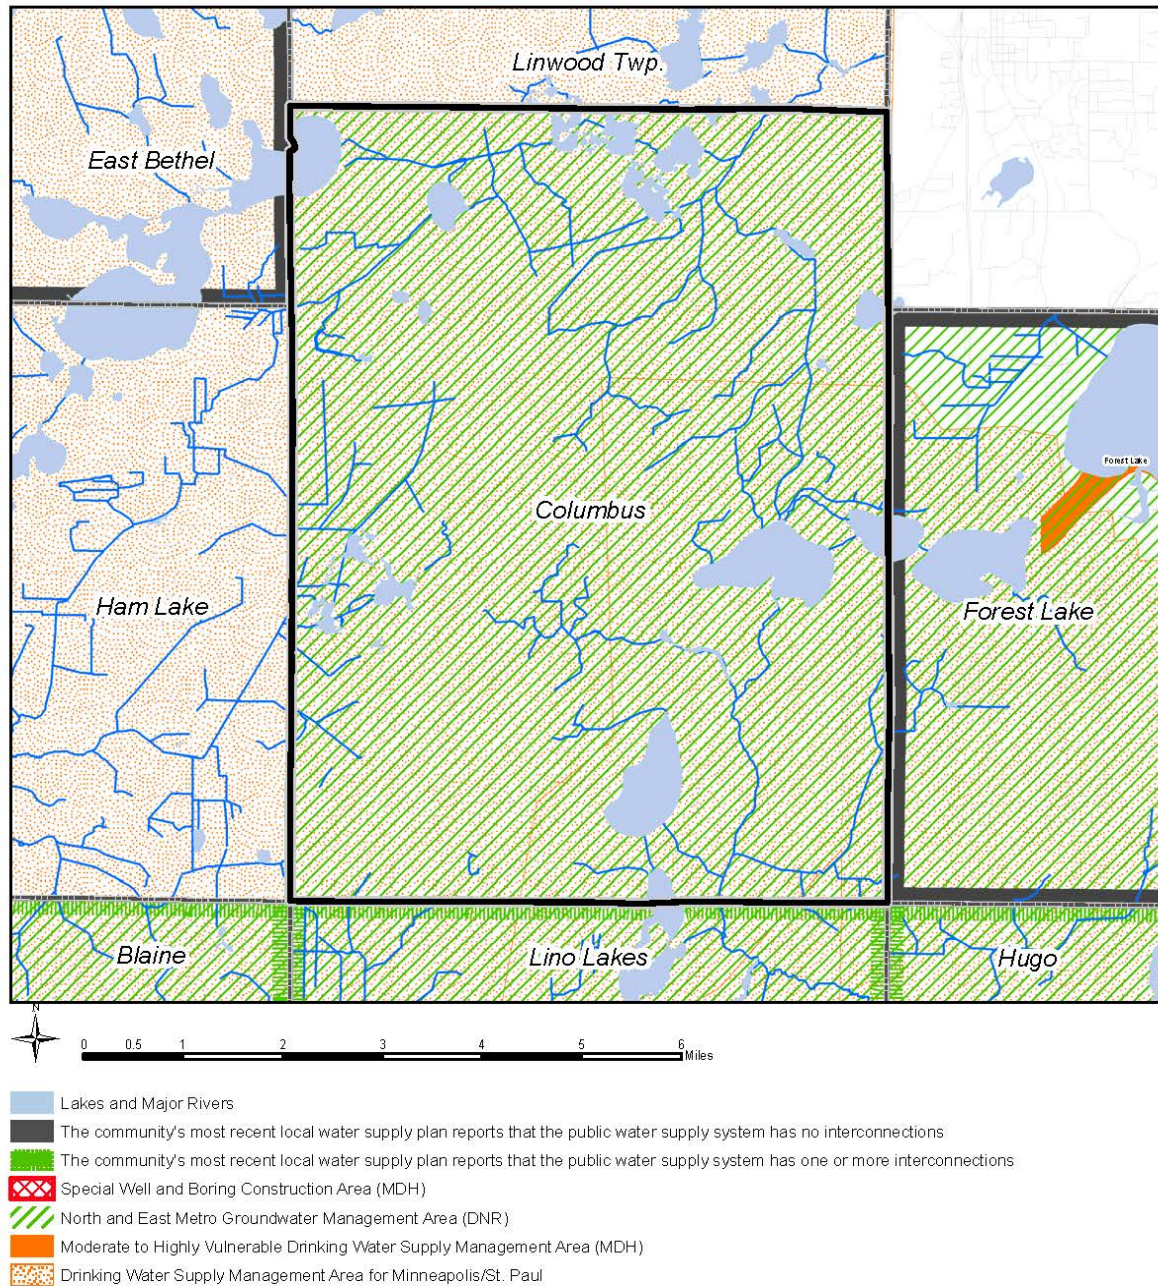 Linwood Twp.
East Bethel
Forest Lake
Columbus
Ham Lake
Forest Lake
Blaine
Lino Lakes
Hugo
N
0 0.5 1 2 3 4 5 6
Miles
Lakes and Major Rivers
The community's most recent local water supply plan reports that the public water supply system has no interconnections
The community's most recent local water supply plan reports that the public water supply system has one or more interconnections
Special Well and Boring Construction Area (MDH)
North and East Metro Groundwater Management Area (DNR)
Moderate to Highly Vulnerable Drinking Water Supply Management Area (MDH)
Drinking Water Supply Management Area for Minneapolis/St. Paul